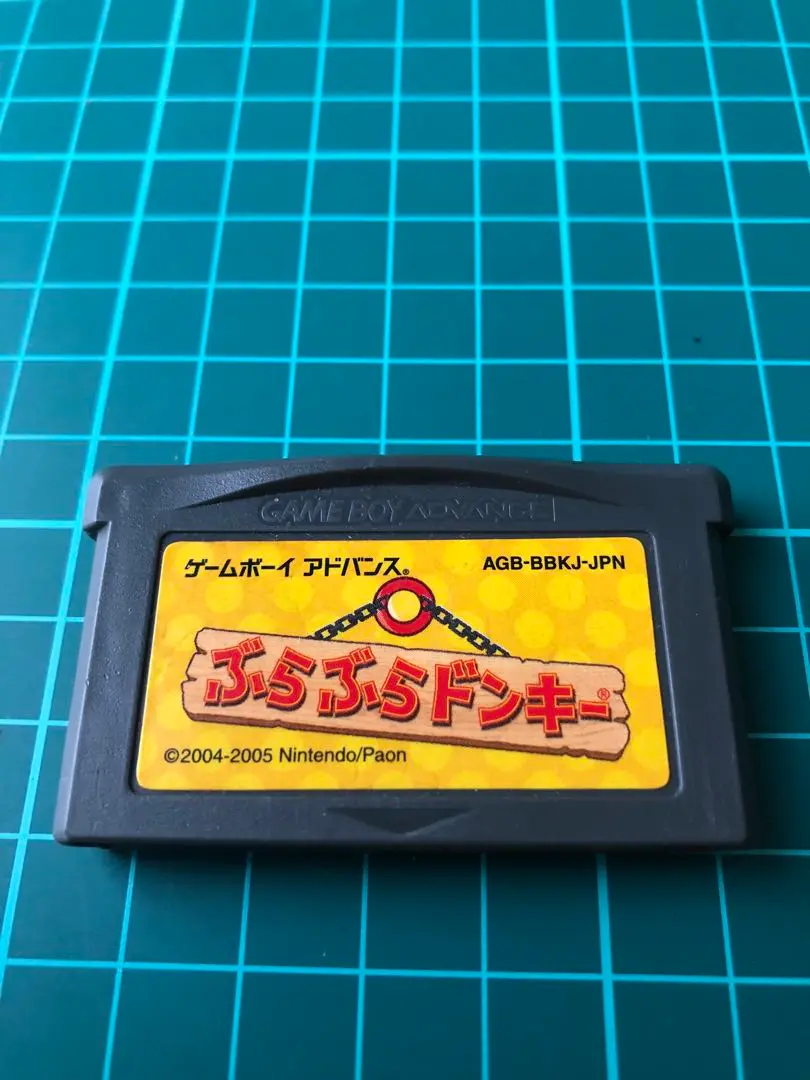 GAME BOY ADVANCE
ゲームボーイ アドバンス® AGB-BBKJ-JPN
ぶらぶらドンキー®
©2004-2005 Nintendo/Paon